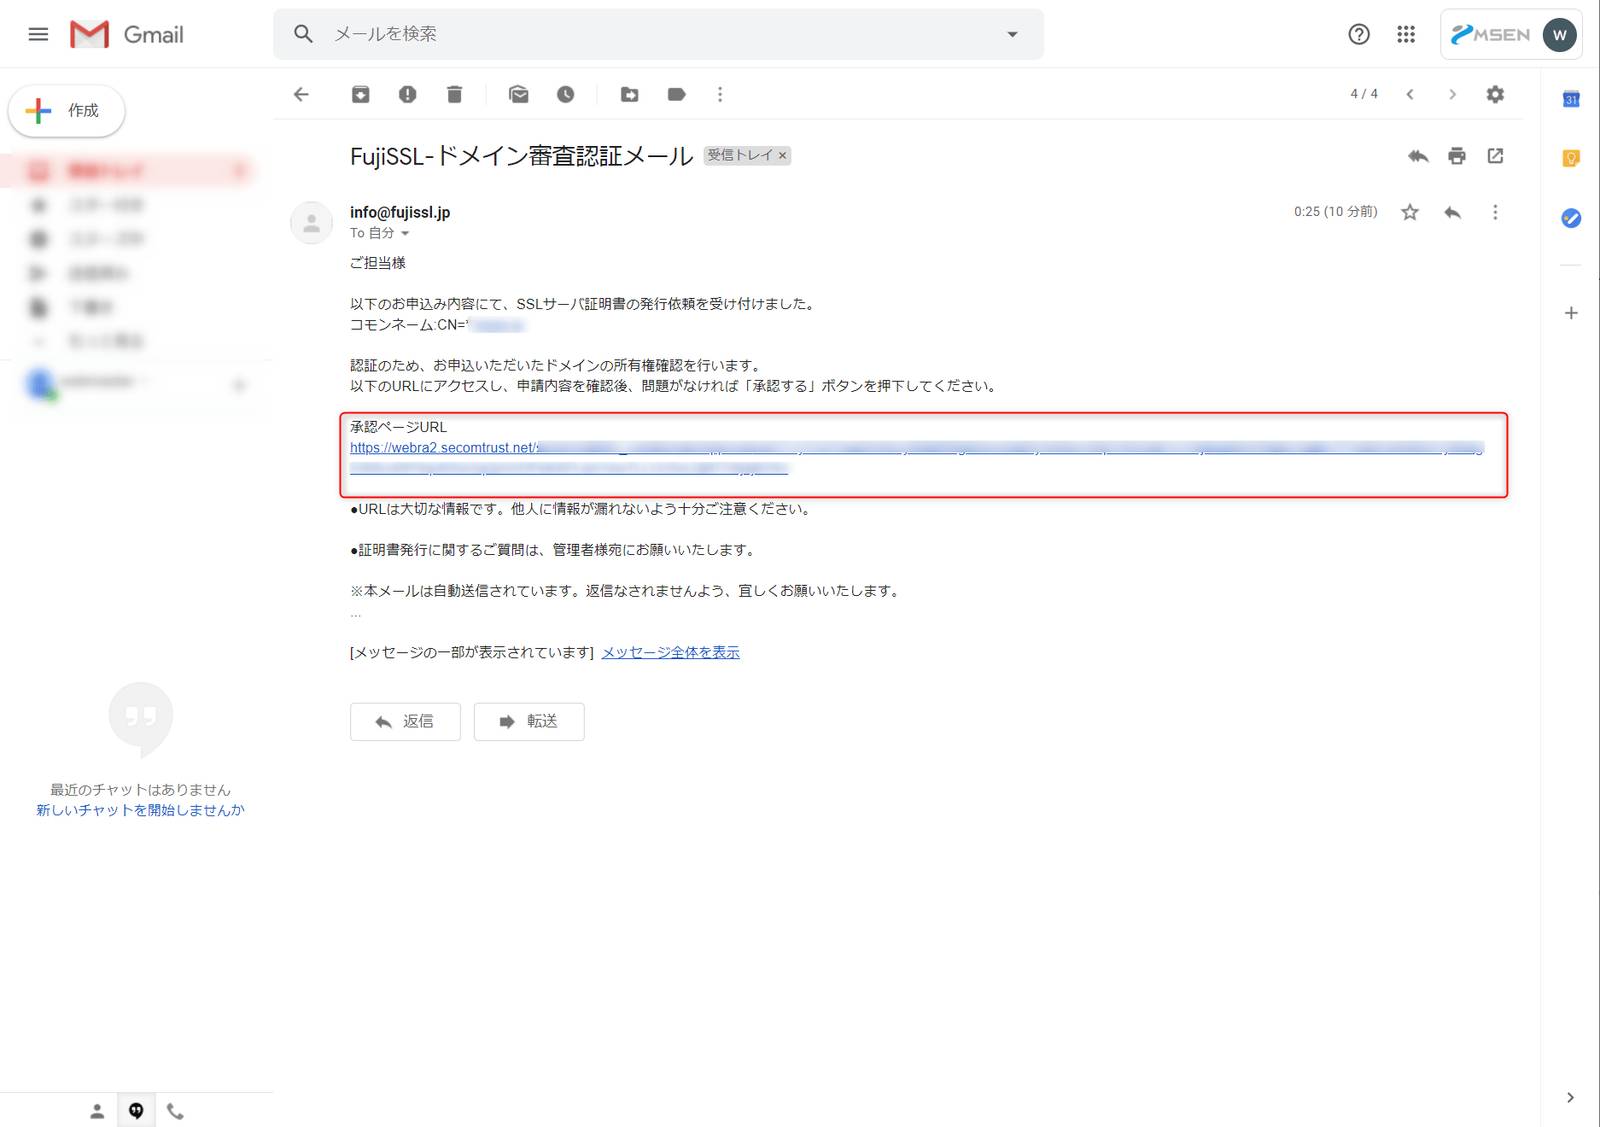 Gmail
メールを検索
MSEN
W
作成
4 / 4
31
FujiSSL-ドメイン審査認証メール
受信トレイ ×
info@fujissl.jp
0:25 (10 分前)
To 自分
ご担当様
以下のお申込み内容にて、SSLサーバ証明書の発行依頼を受け付けました。
コモンネーム:CN=*
認証のため、お申込いただいたドメインの所有権確認を行います。
以下のURLにアクセスし、申請内容を確認後、問題がなければ「承認する」ボタンを押下してください。
承認ページURL
https://webra2.secomtrust.net/
●URLは大切な情報です。他人に情報が漏れないよう十分ご注意ください。
●証明書発行に関するご質問は、管理者様宛にお願いいたします。
※本メールは自動送信されています。返信なされませんよう、宜しくお願いいたします。
...
[メッセージの一部が表示されています] メッセージ全体を表示
返信
転送
最近のチャットはありません
新しいチャットを開始しませんか